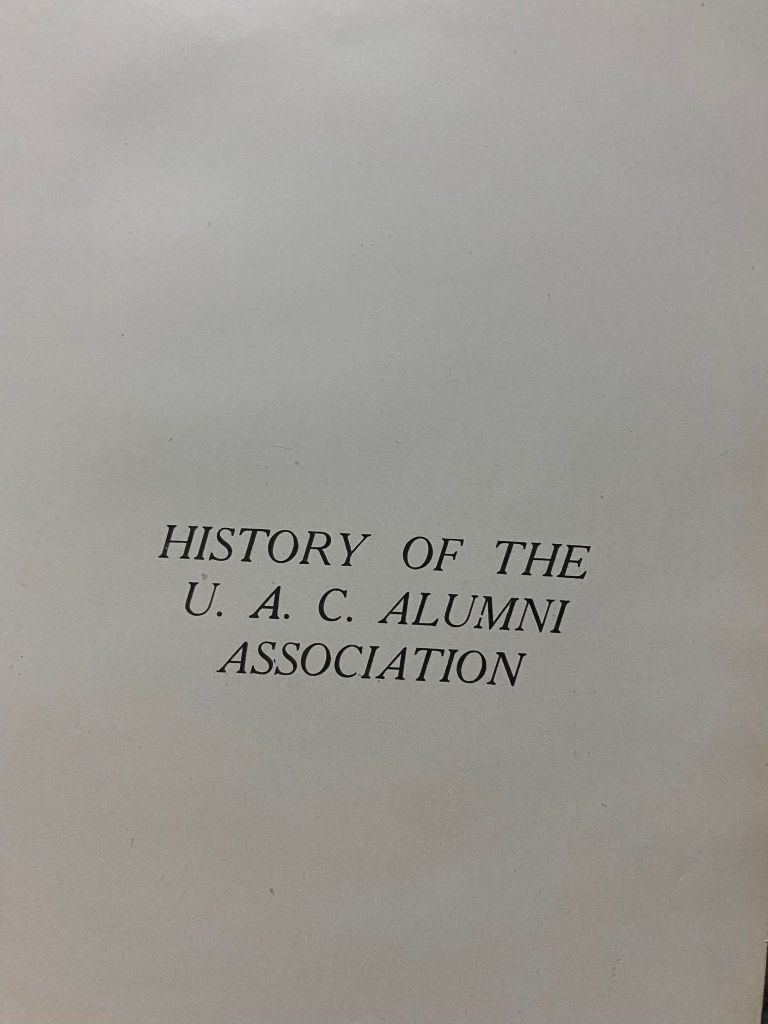 HISTORY OF THE
U. A. C. ALUMNI
ASSOCIATION